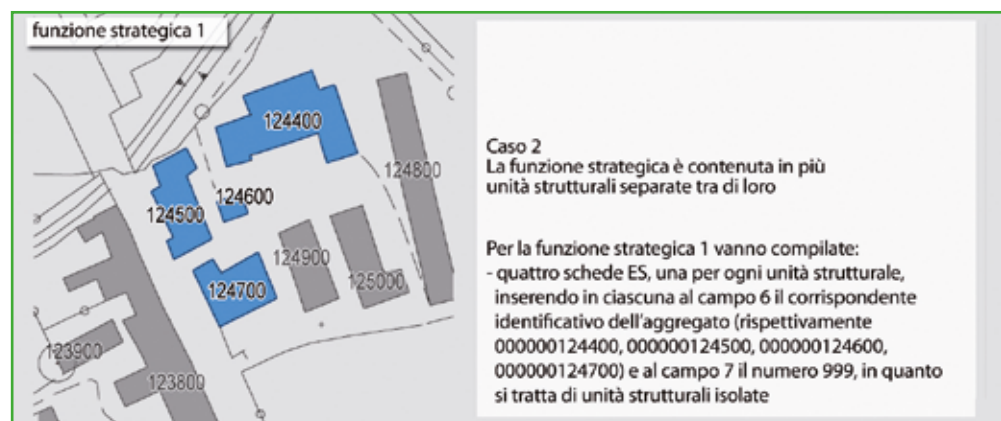 funzione strategica 1
124400
124800
124600
124500
124900
125000
124700
123900
123800
Caso 2
La funzione strategica è contenuta in più
unità strutturali separate tra di loro
Per la funzione strategica 1 vanno compilate:
- quattro schede ES, una per ogni unità strutturale,
inserendo in ciascuna al campo 6 il corrispondente
identificativo dell'aggregato (rispettivamente
000000124400, 000000124500, 000000124600,
000000124700) e al campo 7 il numero 999, in quanto
si tratta di unità strutturali isolate